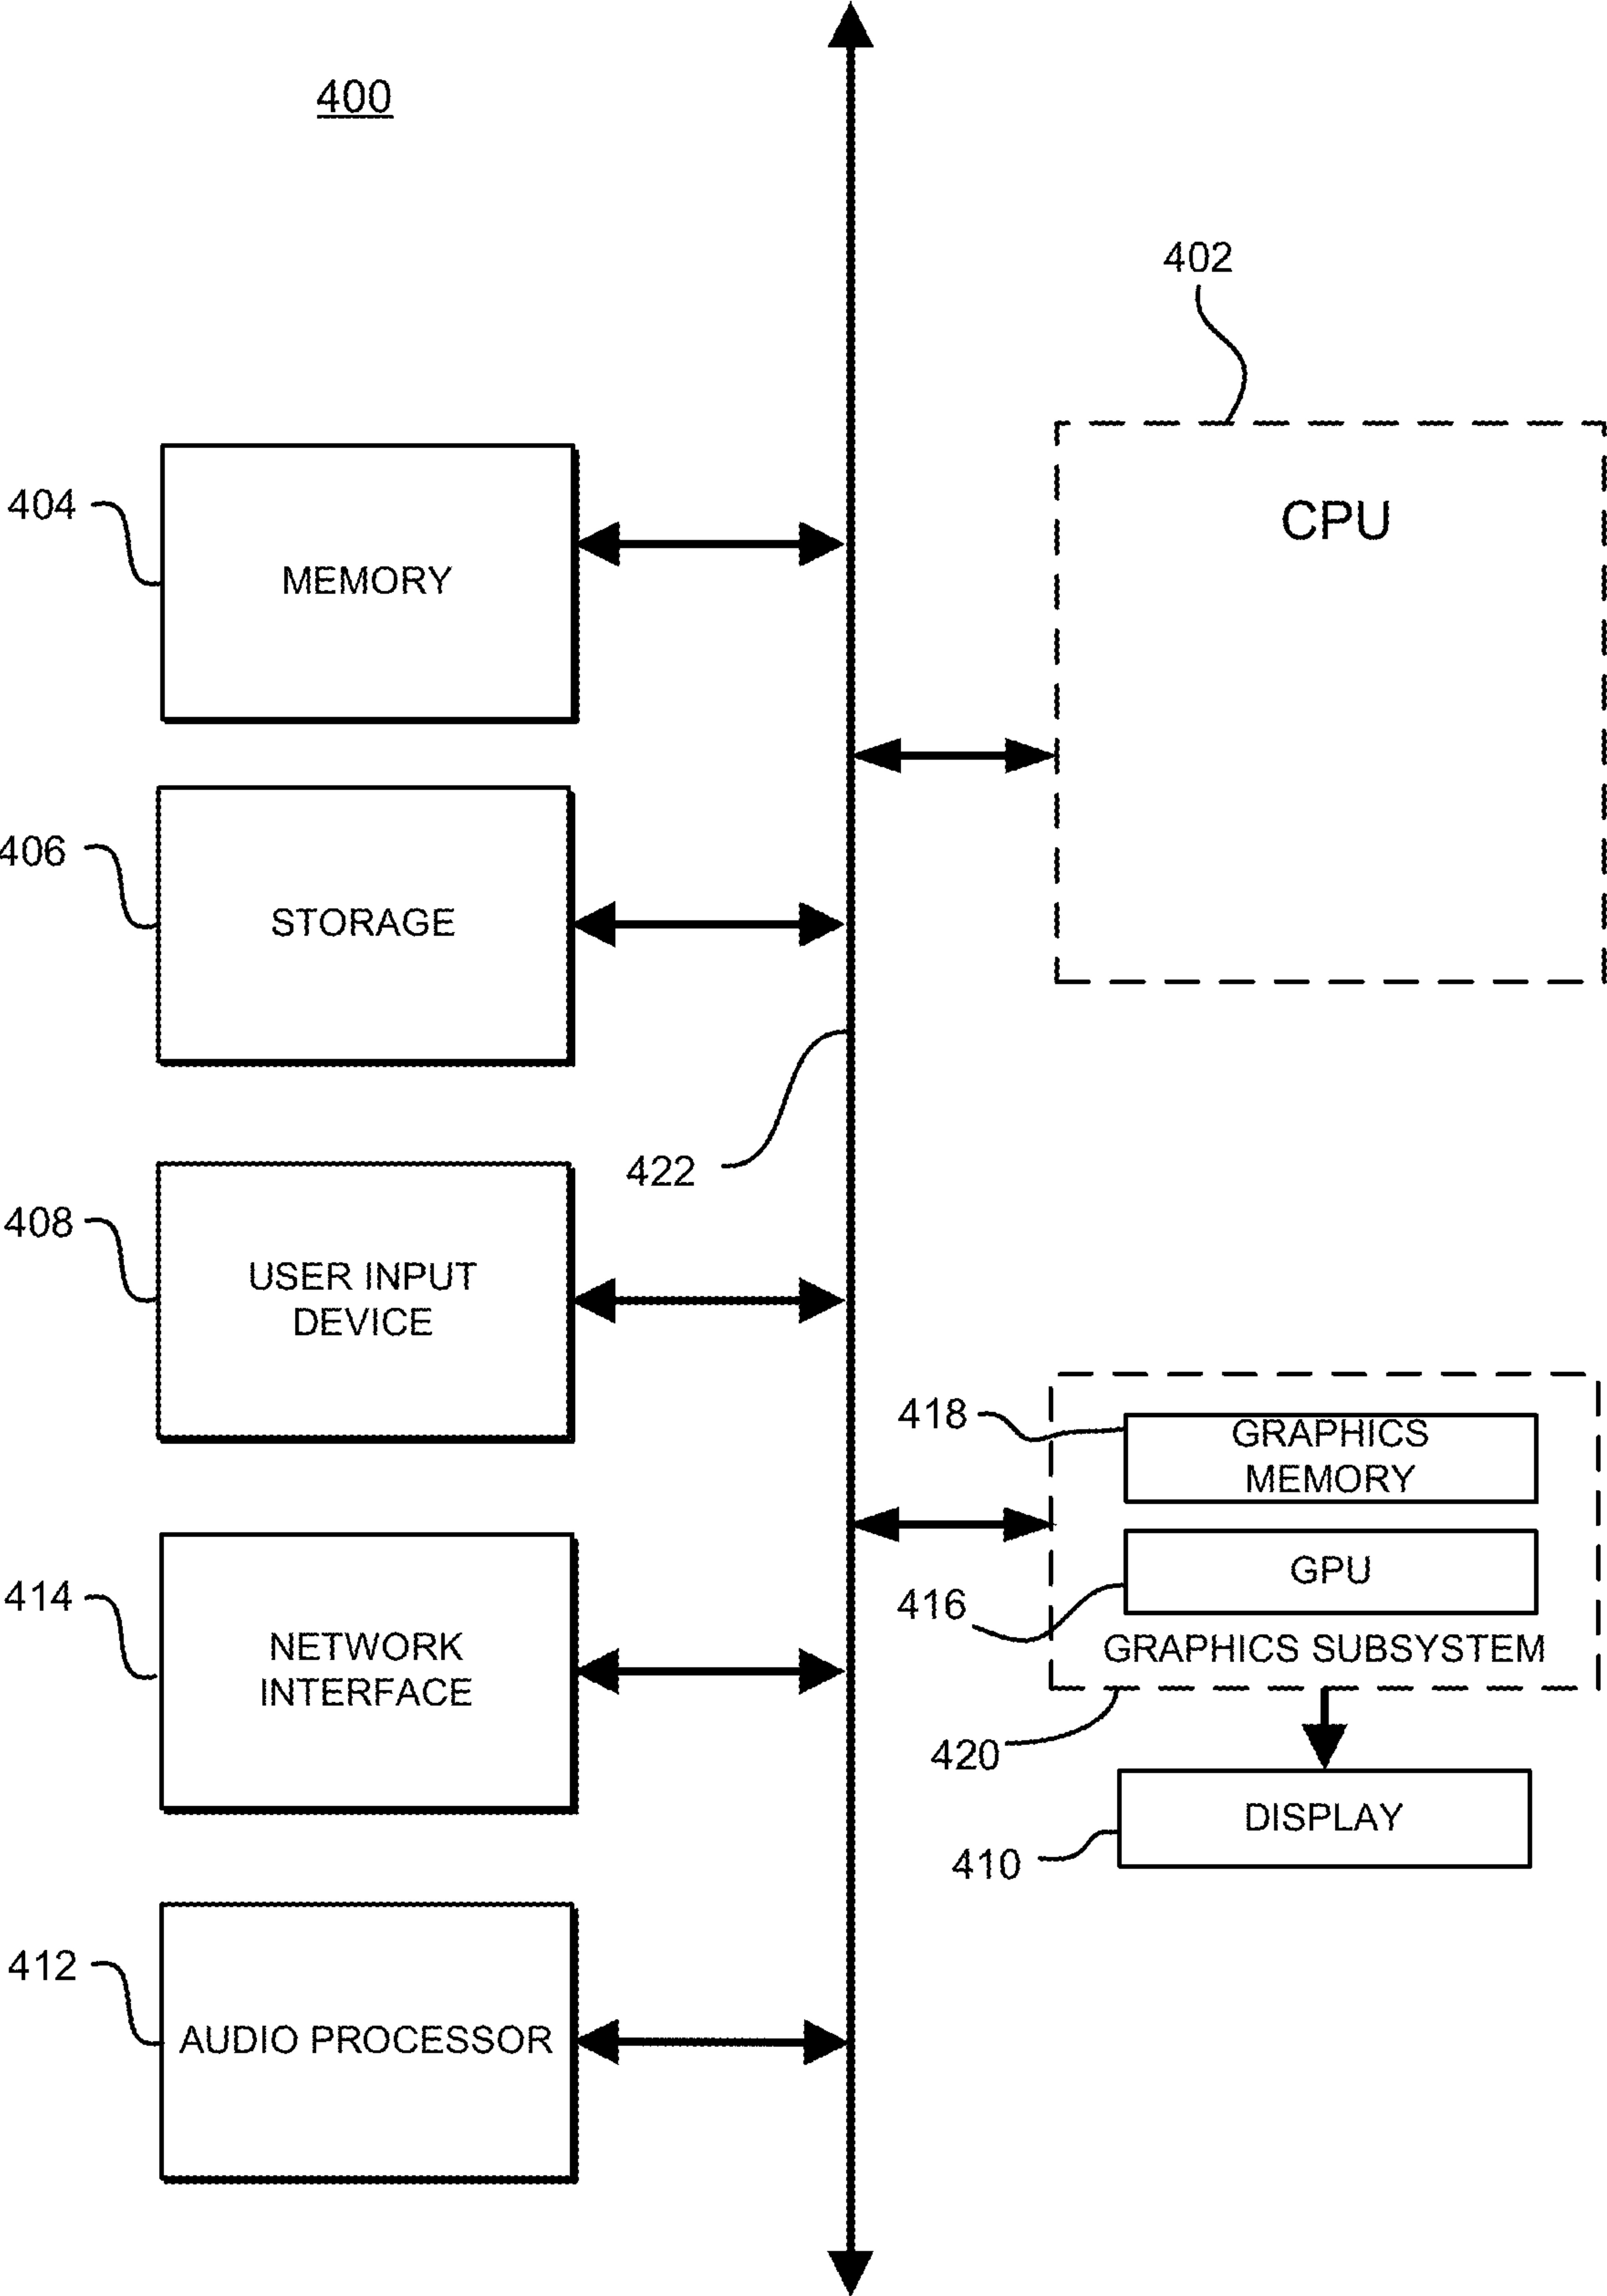 400
402
CPU
404
MEMORY
406
STORAGE
422
408
USER INPUT
DEVICE
418
GRAPHICS
MEMORY
416
GPU
GRAPHICS SUBSYSTEM
420
414
NETWORK
INTERFACE
410
DISPLAY
412
AUDIO PROCESSOR